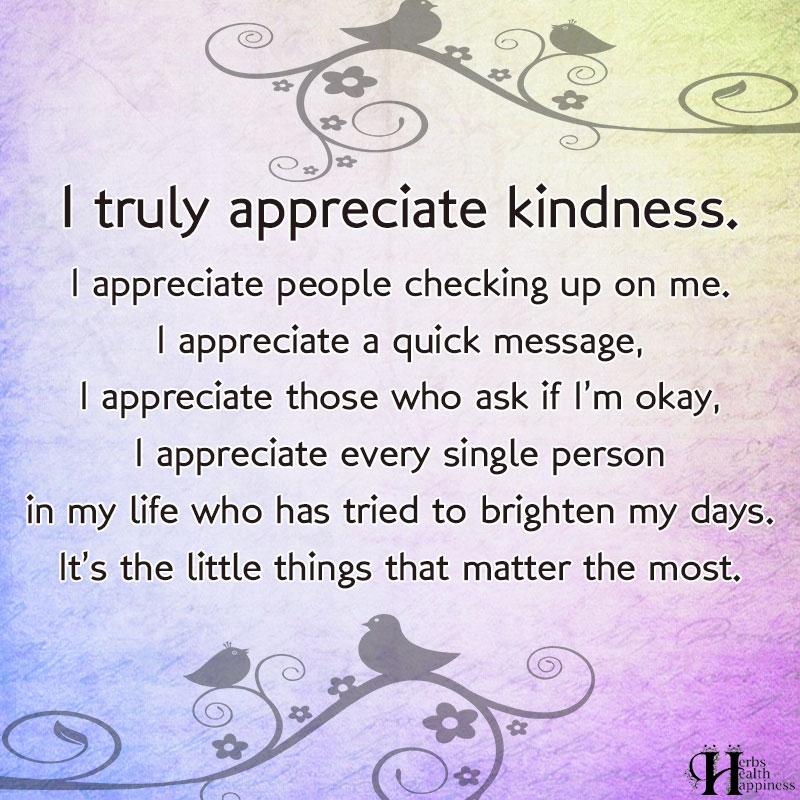 I truly appreciate kindness.
I appreciate people checking up on me.
I appreciate a quick message,
I appreciate those who ask if I'm okay,
I appreciate every single person
in my life who has tried to brighten my days.
It's the little things that matter the most.
Herbs
Health
Happiness